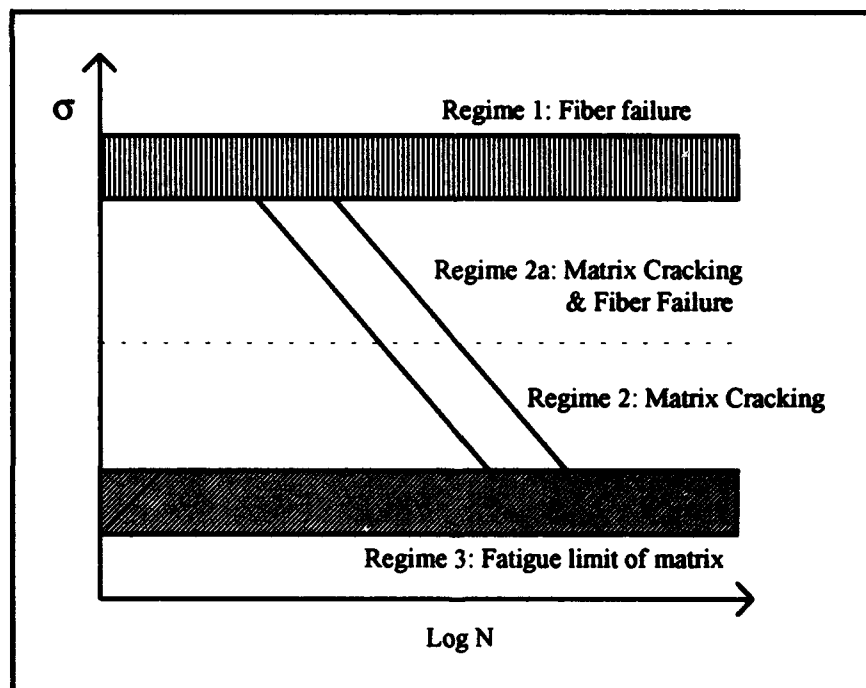 σ
Regime 1: Fiber failure
Regime 2a: Matrix Cracking
& Fiber Failure
Regime 2: Matrix Cracking
Regime 3: Fatigue limit of matrix
Log N